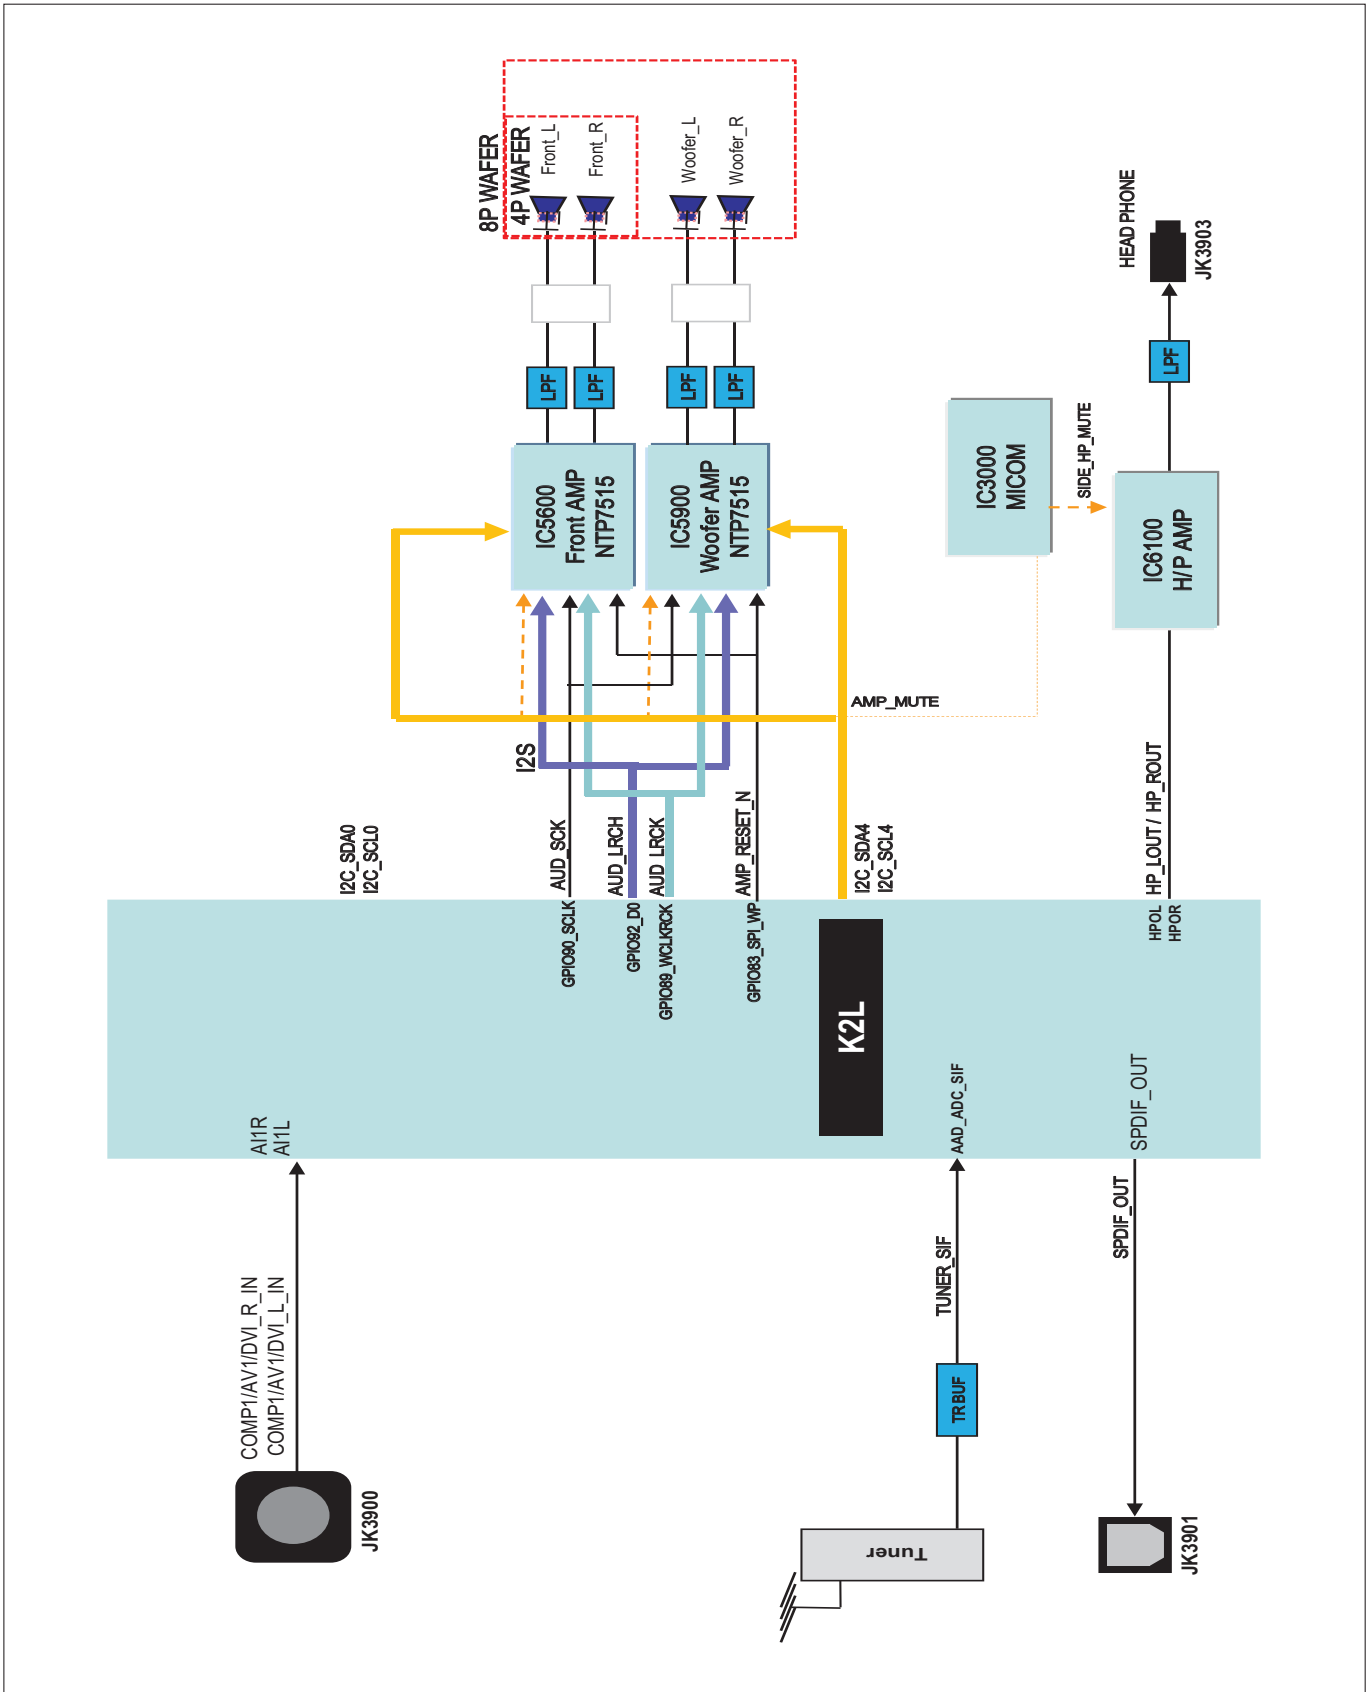 COMP1/AV1/DVI_R_IN
COMP1/AV1/DVI_L_IN
JK3900
AI1R
AI1L
I2C_SDA0
I2C_SCL0
8P WAFER
4P WAFER
Front_L
Front_R
Woofer_L
Woofer_R
LPF
LPF
LPF
LPF
IC5600
Front AMP
NTP7515
IC5900
Woofer AMP
NTP7515
I2S
AUD_SCK
GPIO90_SCLK
AUD_LRCH
GPIO92_D0
AUD_LRCK
GPIO89_WCLKRCK
AMP_RESET_N
GPIO83_SPI_WP
AMP_MUTE
I2C_SDA4
I2C_SCL4
K2L
IC3000
MICOM
SIDE_HP_MUTE
HEAD PHONE
JK3903
LPF
IC6100
H/P AMP
HP_LOUT / HP_ROUT
HPOL
HPOR
AAD_ADC_SIF
TUNER_SIF
TRBUF
Tuner
SPDIF_OUT
SPDIF_OUT
JK3901